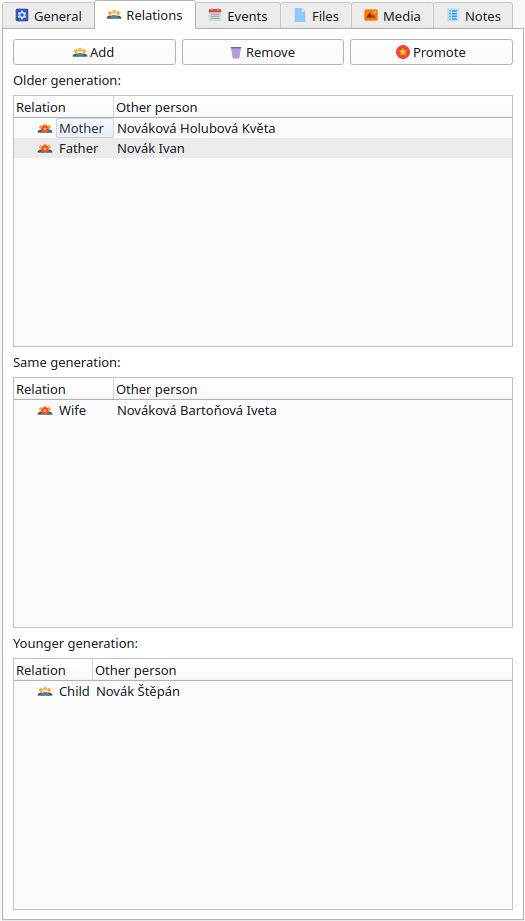 General Relations Events Files Media Notes
Add Remove Promote
Older generation:
Relation Other person
Mother Nováková Holubová Květa
Father Novák Ivan
Same generation:
Relation Other person
Wife Nováková Bartoňová Iveta
Younger generation:
Relation Other person
Child Novák Štěpán